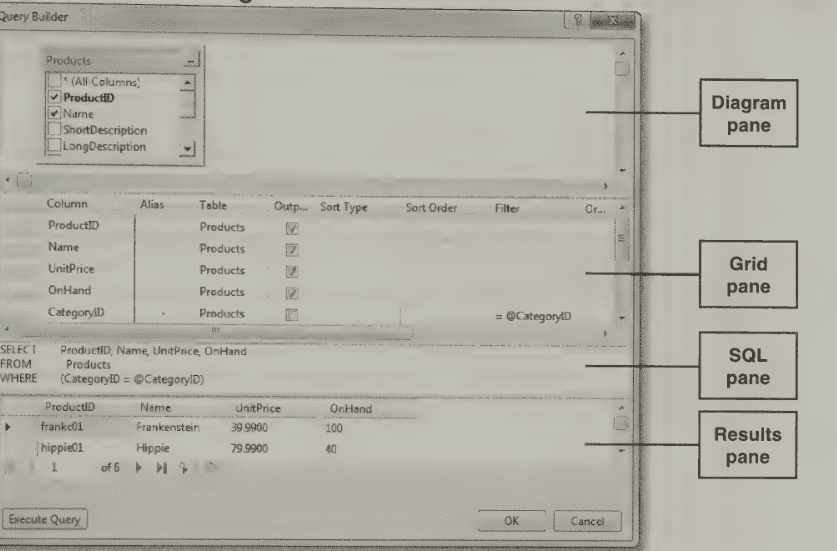 Query Builder
Products
* (All Columns)
ProductID
Name
ShortDescription
LongDescription
Diagram
pane
Column Alias Table Outp... Sort Type Sort Order Filter Or...
ProductID Products
Name Products
UnitPrice Products
OnHand Products
CategoryID Products = @CategoryID
Grid
pane
SELECT ProductID, Name, UnitPrice, OnHand
FROM Products
WHERE (CategoryID = @CategoryID)
SQL
pane
ProductID Name UnitPrice OnHand
frankc01 Frankenstein 39.9900 100
hippie01 Hippie 79.9900 40
1 of 6
Results
pane
Execute Query OK Cancel